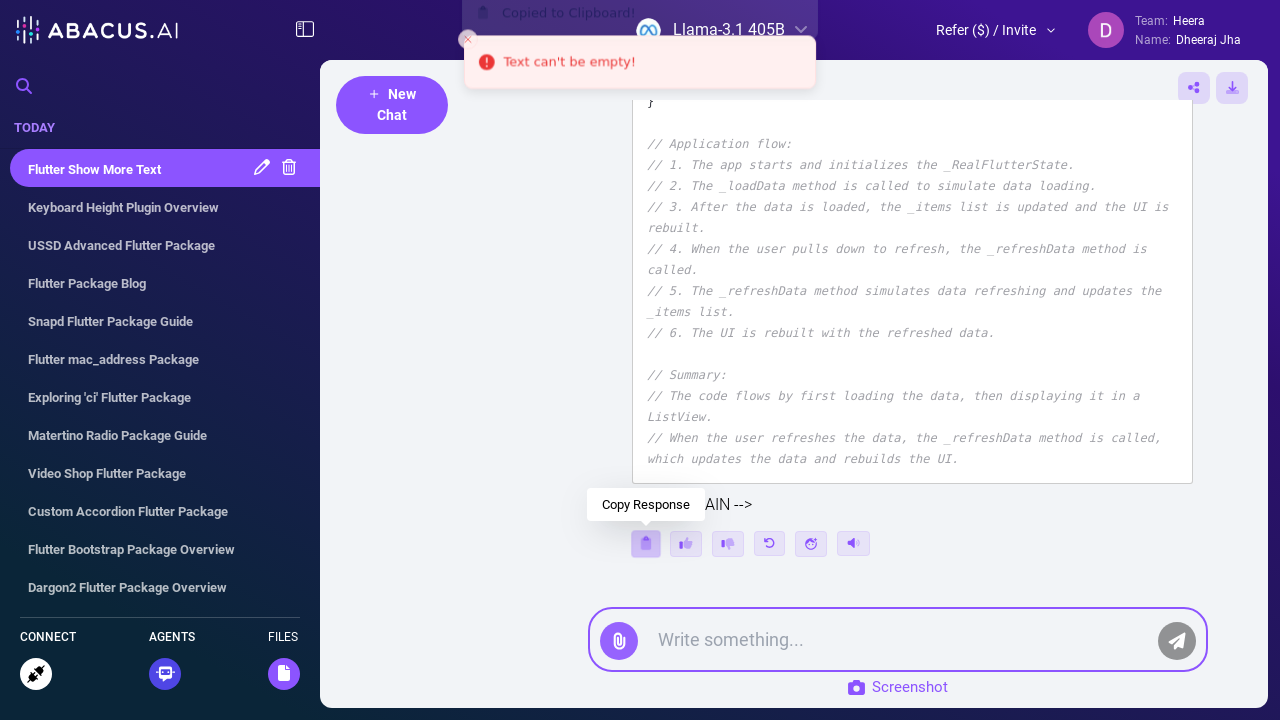 Copied to Clipboard!
ABACUS.AI
Llama-3.1 405B
Refer ($) / Invite
D
Team: Heera
Name: Dheeraj Jha
Text can't be empty!
+ New
Chat
TODAY
Flutter Show More Text
Keyboard Height Plugin Overview
USSD Advanced Flutter Package
Flutter Package Blog
Snapd Flutter Package Guide
Flutter mac_address Package
Exploring 'ci' Flutter Package
Matertino Radio Package Guide
Video Shop Flutter Package
Custom Accordion Flutter Package
Flutter Bootstrap Package Overview
Dargon2 Flutter Package Overview
CONNECT
AGENTS
FILES
}
// Application flow:
// 1. The app starts and initializes the _RealFlutterState.
// 2. The _loadData method is called to simulate data loading.
// 3. After the data is loaded, the _items list is updated and the UI is
rebuilt.
// 4. When the user pulls down to refresh, the _refreshData method is
called.
// 5. The _refreshData method simulates data refreshing and updates the
_items list.
// 6. The UI is rebuilt with the refreshed data.
// Summary:
// The code flows by first loading the data, then displaying it in a
ListView.
// When the user refreshes the data, the _refreshData method is called,
which updates the data and rebuilds the UI.
Copy Response
AIN -->
Write something...
Screenshot